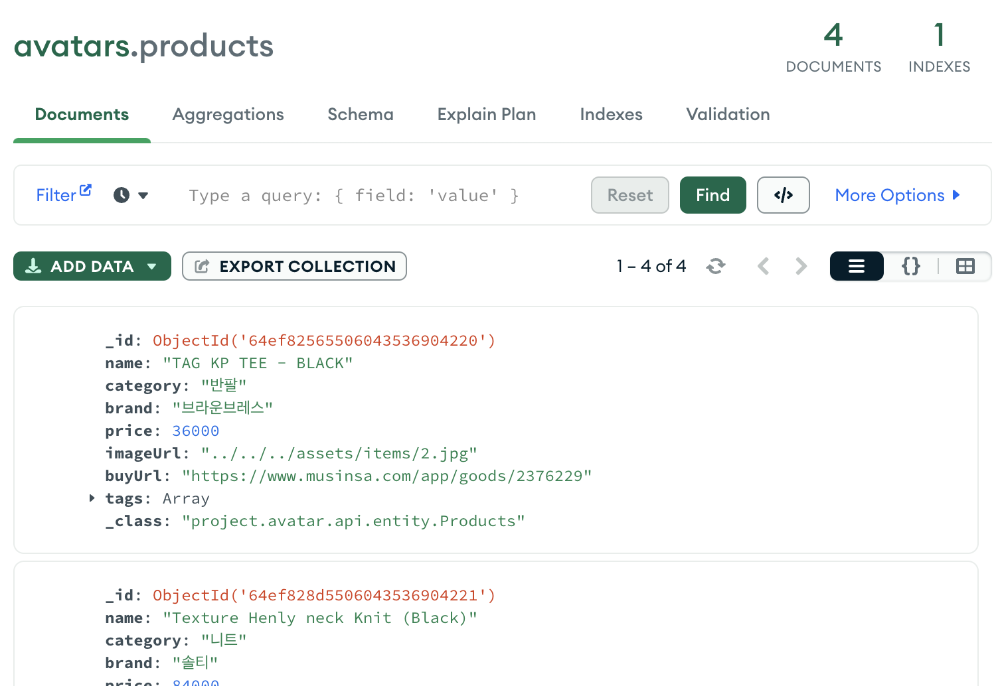 avatars.products
4
DOCUMENTS
1
INDEXES
Documents Aggregations Schema Explain Plan Indexes Validation
Filter Type a query: { field: 'value' } Reset Find </> More Options
ADD DATA EXPORT COLLECTION 1 – 4 of 4 {}
_id: ObjectId('64ef82565506043536904220')
name: "TAG KP TEE - BLACK"
category: "반팔"
brand: "브라운브레스"
price: 36000
imageUrl: "../../../assets/items/2.jpg"
buyUrl: "https://www.musinsa.com/app/goods/2376229"
tags: Array
_class: "project.avatar.api.entity.Products"
_id: ObjectId('64ef828d5506043536904221')
name: "Texture Henly neck Knit (Black)"
category: "니트"
brand: "솔티"
price: 84000